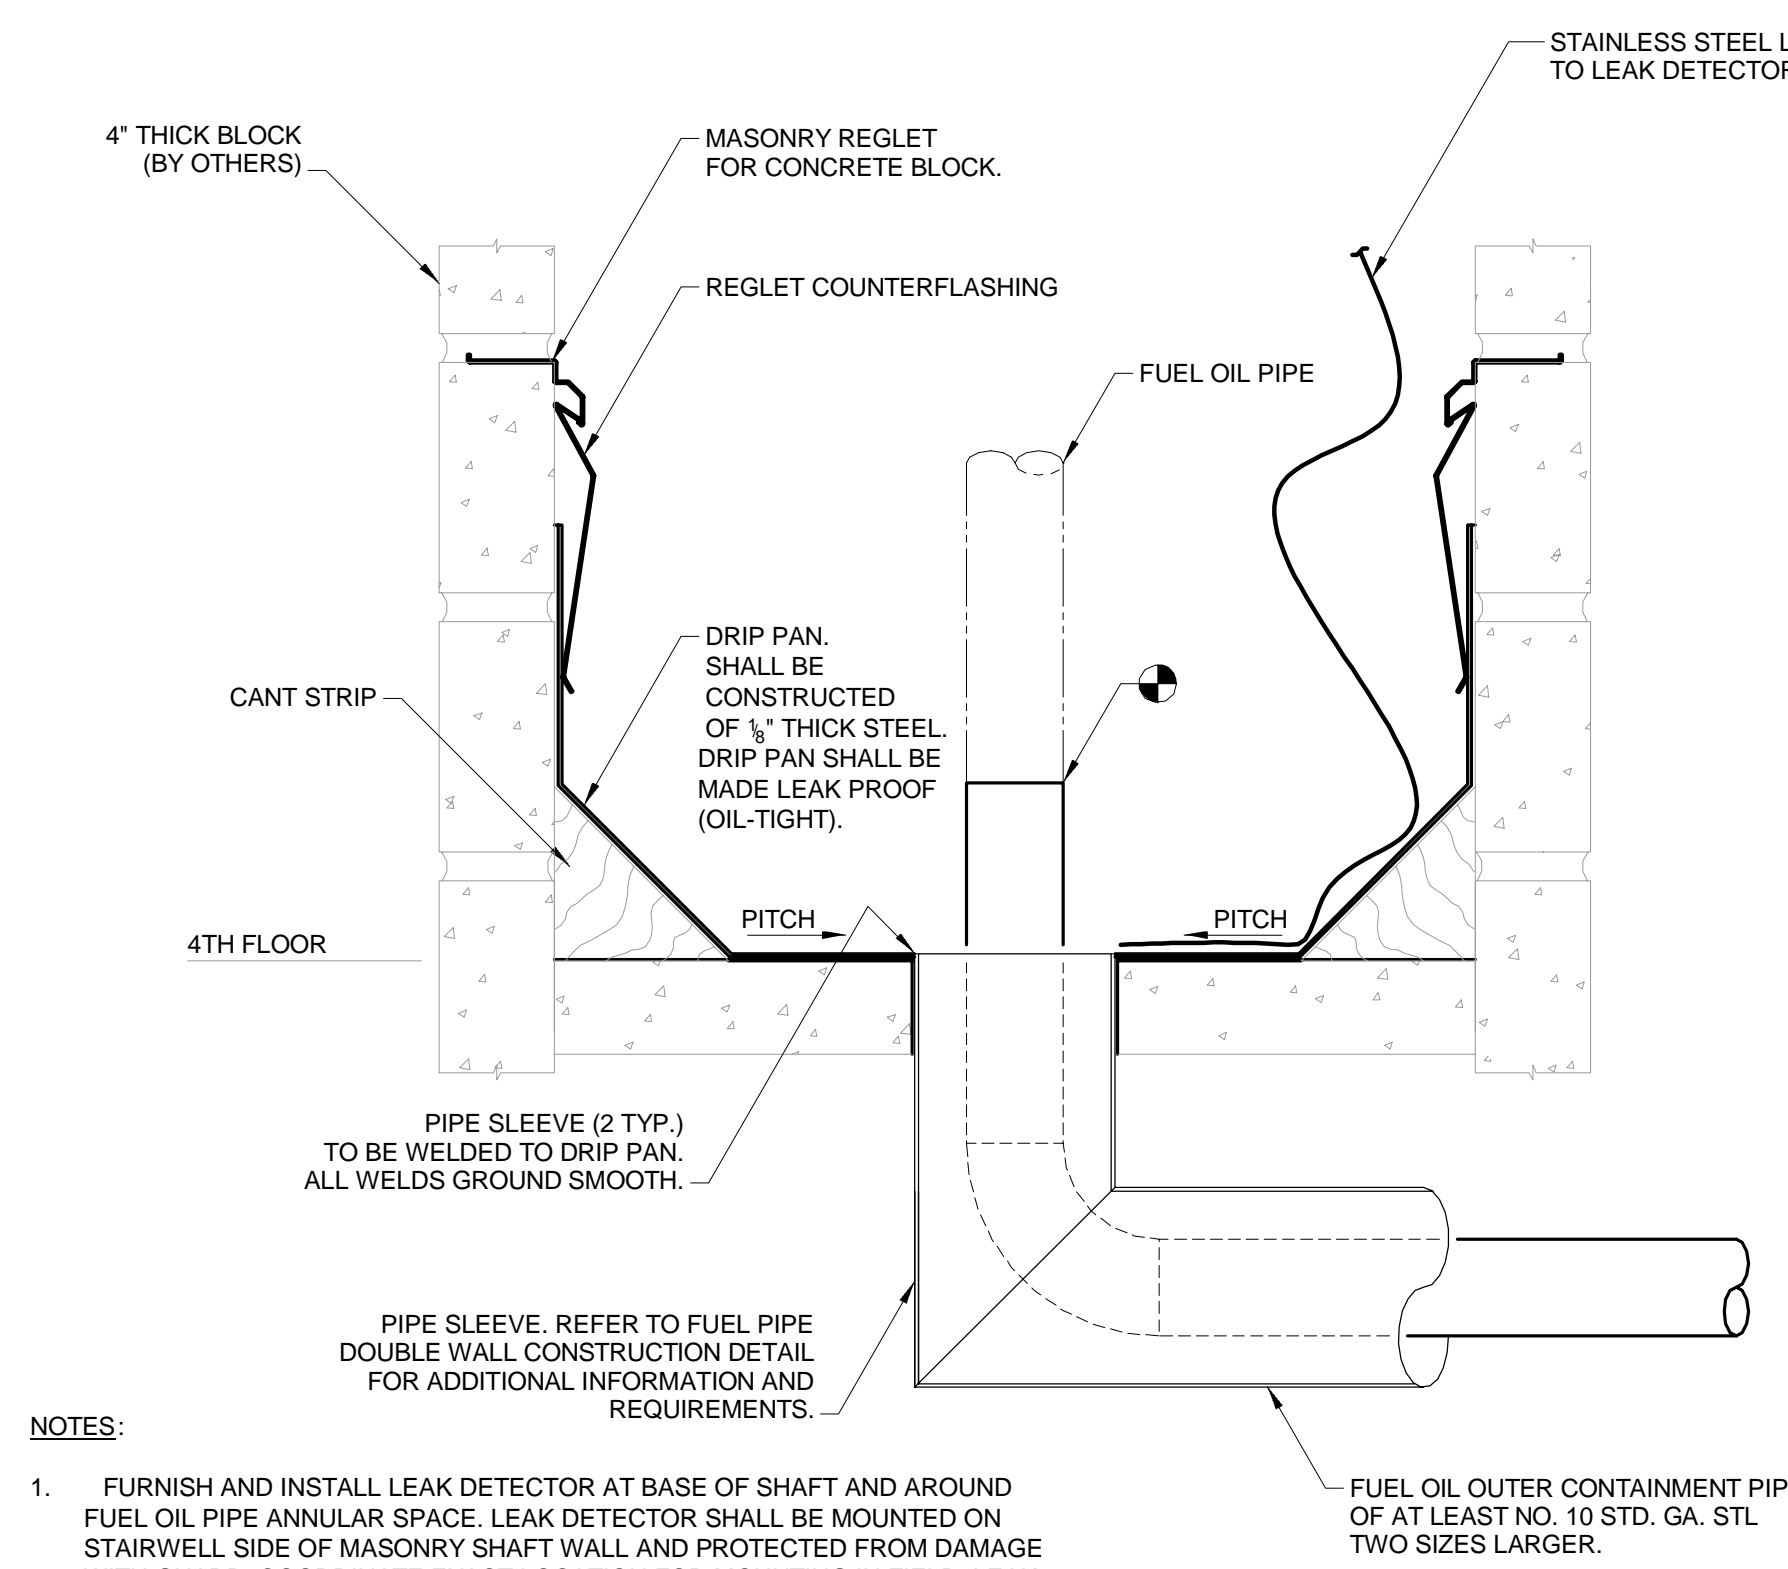 STAINLESS STEEL
TO LEAK DETECTOR
4" THICK BLOCK
(BY OTHERS)
MASONRY REGLET
FOR CONCRETE BLOCK.
REGLET COUNTERFLASHING
FUEL OIL PIPE
DRIP PAN.
SHALL BE
CONSTRUCTED
OF ⅛" THICK STEEL.
DRIP PAN SHALL BE
MADE LEAK PROOF
(OIL-TIGHT).
CANT STRIP
PITCH
PITCH
4TH FLOOR
PIPE SLEEVE (2 TYP.)
TO BE WELDED TO DRIP PAN.
ALL WELDS GROUND SMOOTH.
PIPE SLEEVE. REFER TO FUEL PIPE
DOUBLE WALL CONSTRUCTION DETAIL
FOR ADDITIONAL INFORMATION AND
REQUIREMENTS.
FUEL OIL OUTER CONTAINMENT PIP
OF AT LEAST NO. 10 STD. GA. STL
TWO SIZES LARGER.
NOTES:
1. FURNISH AND INSTALL LEAK DETECTOR AT BASE OF SHAFT AND AROUND
FUEL OIL PIPE ANNULAR SPACE. LEAK DETECTOR SHALL BE MOUNTED ON
STAIRWELL SIDE OF MASONRY SHAFT WALL AND PROTECTED FROM DAMAGE